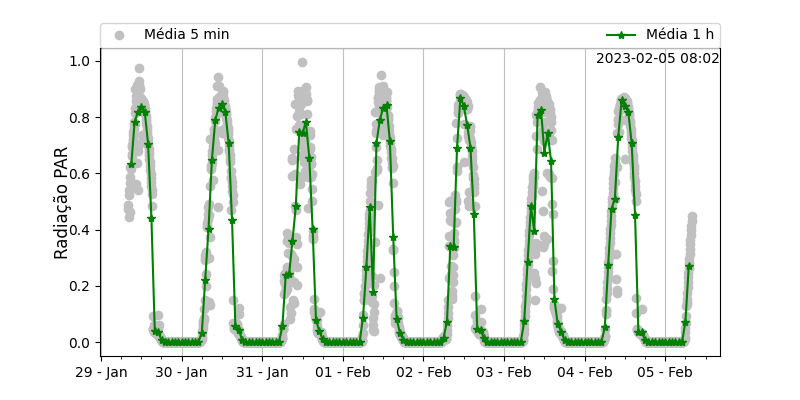 Média 5 min
Média 1 h
2023-02-05 08:02
Radiação PAR
1.0
0.8
0.6
0.4
0.2
0.0
29 - Jan
30 - Jan
31 - Jan
01 - Feb
02 - Feb
03 - Feb
04 - Feb
05 - Feb